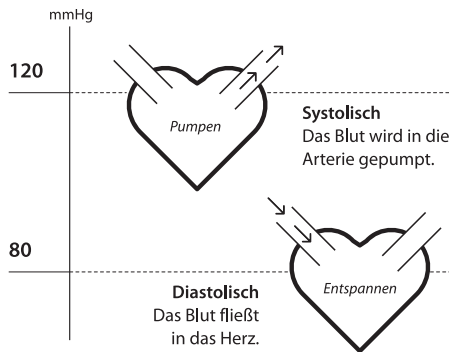 mmHg
120
Pumpen
Systolisch
Das Blut wird in die
Arterie gepumpt.
80
Entspannen
Diastolisch
Das Blut fließt
in das Herz.